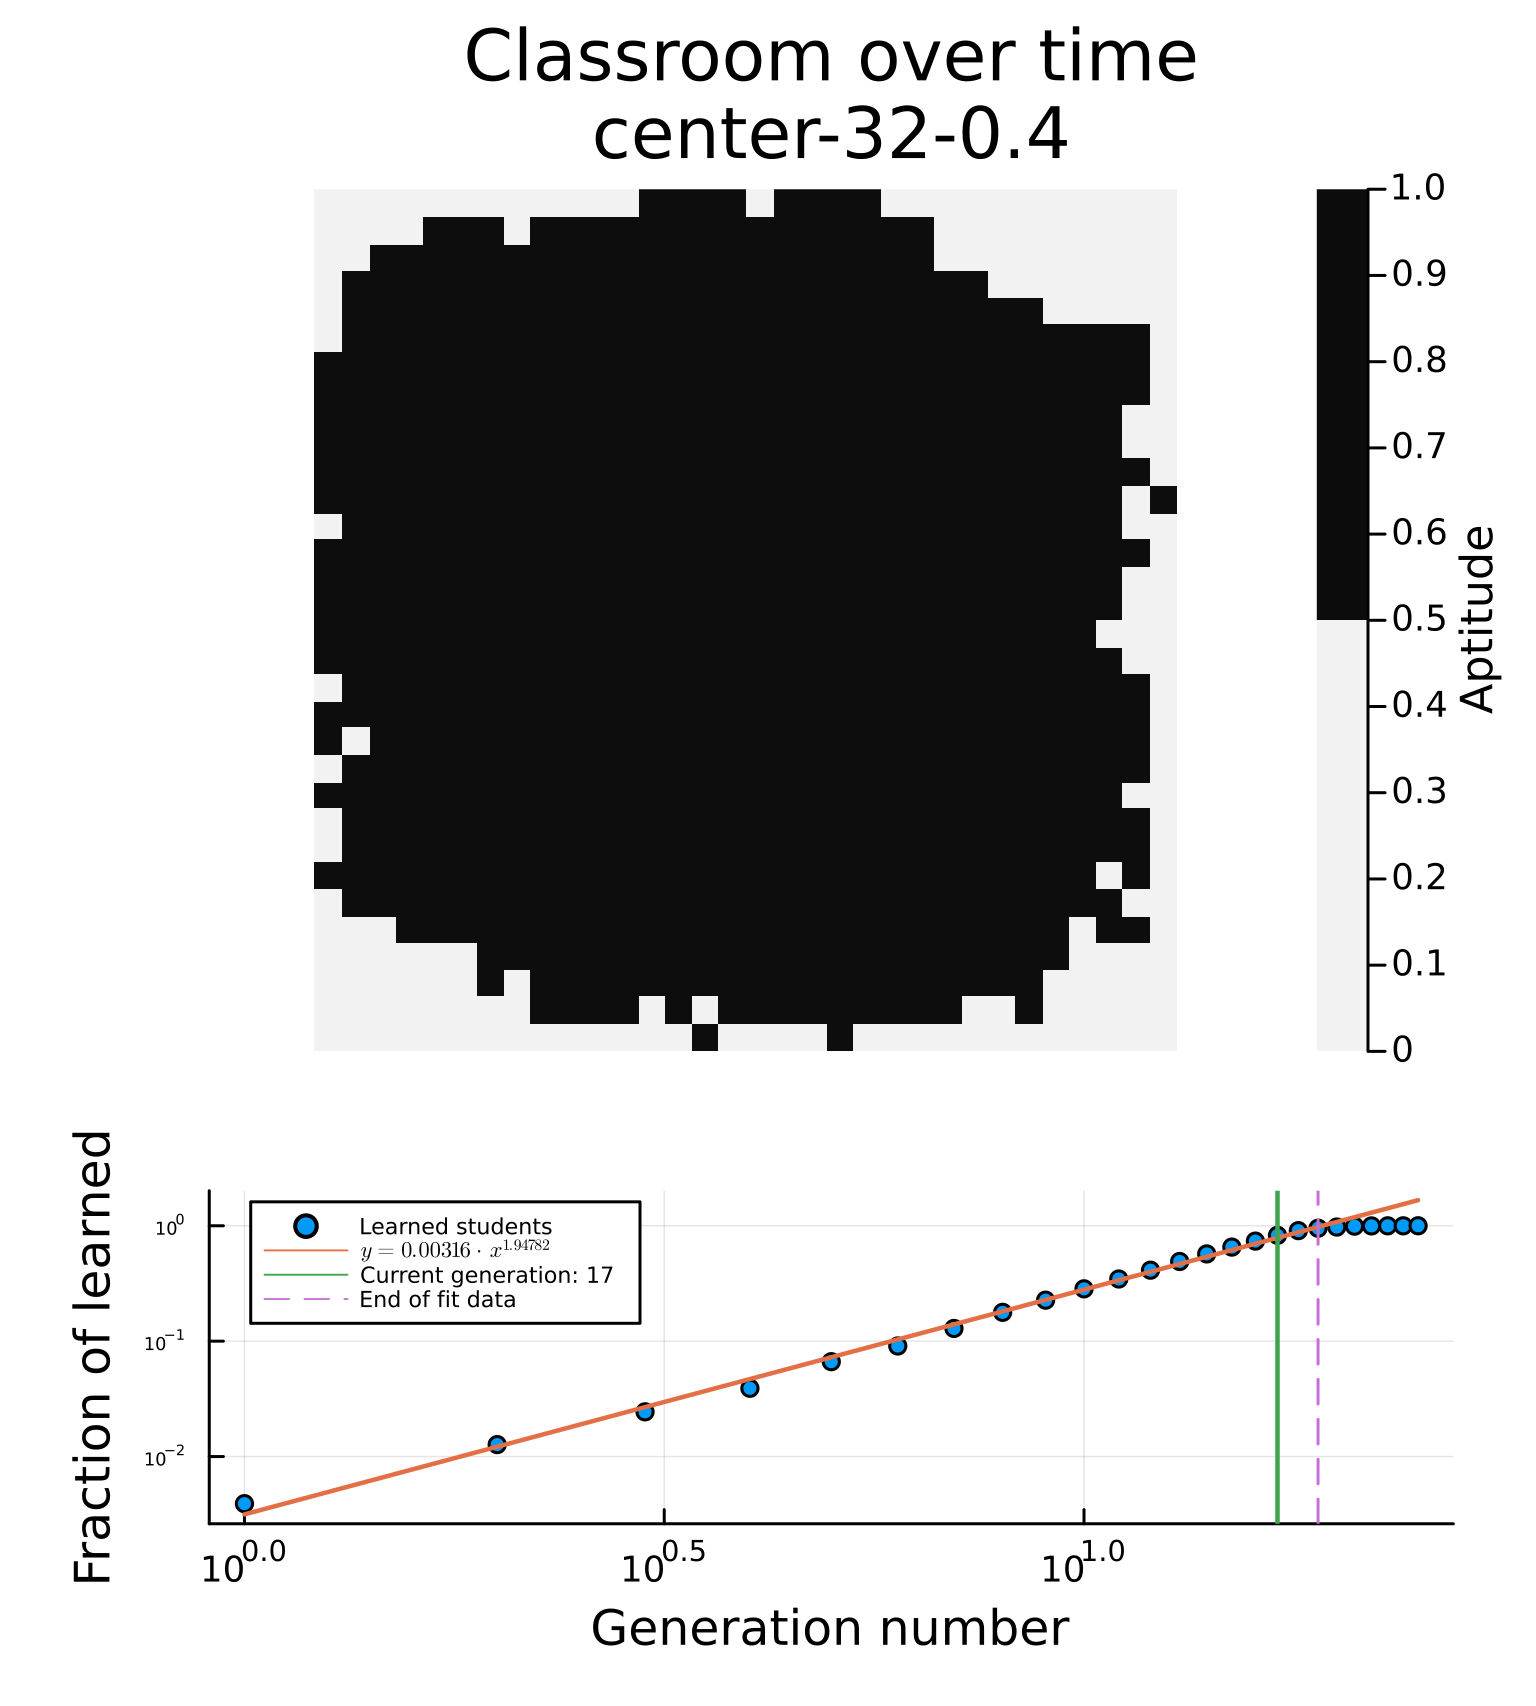 Classroom over time
center-32-0.4
1.0
0.9
0.8
0.7
0.6
0.5
0.4
0.3
0.2
0.1
0
Aptitude
Fraction of learned
10⁰
10⁻¹
10⁻²
Learned students
y = 0.00316 · x^1.94782
Current generation: 17
End of fit data
10^0.0
10^0.5
10^1.0
Generation number